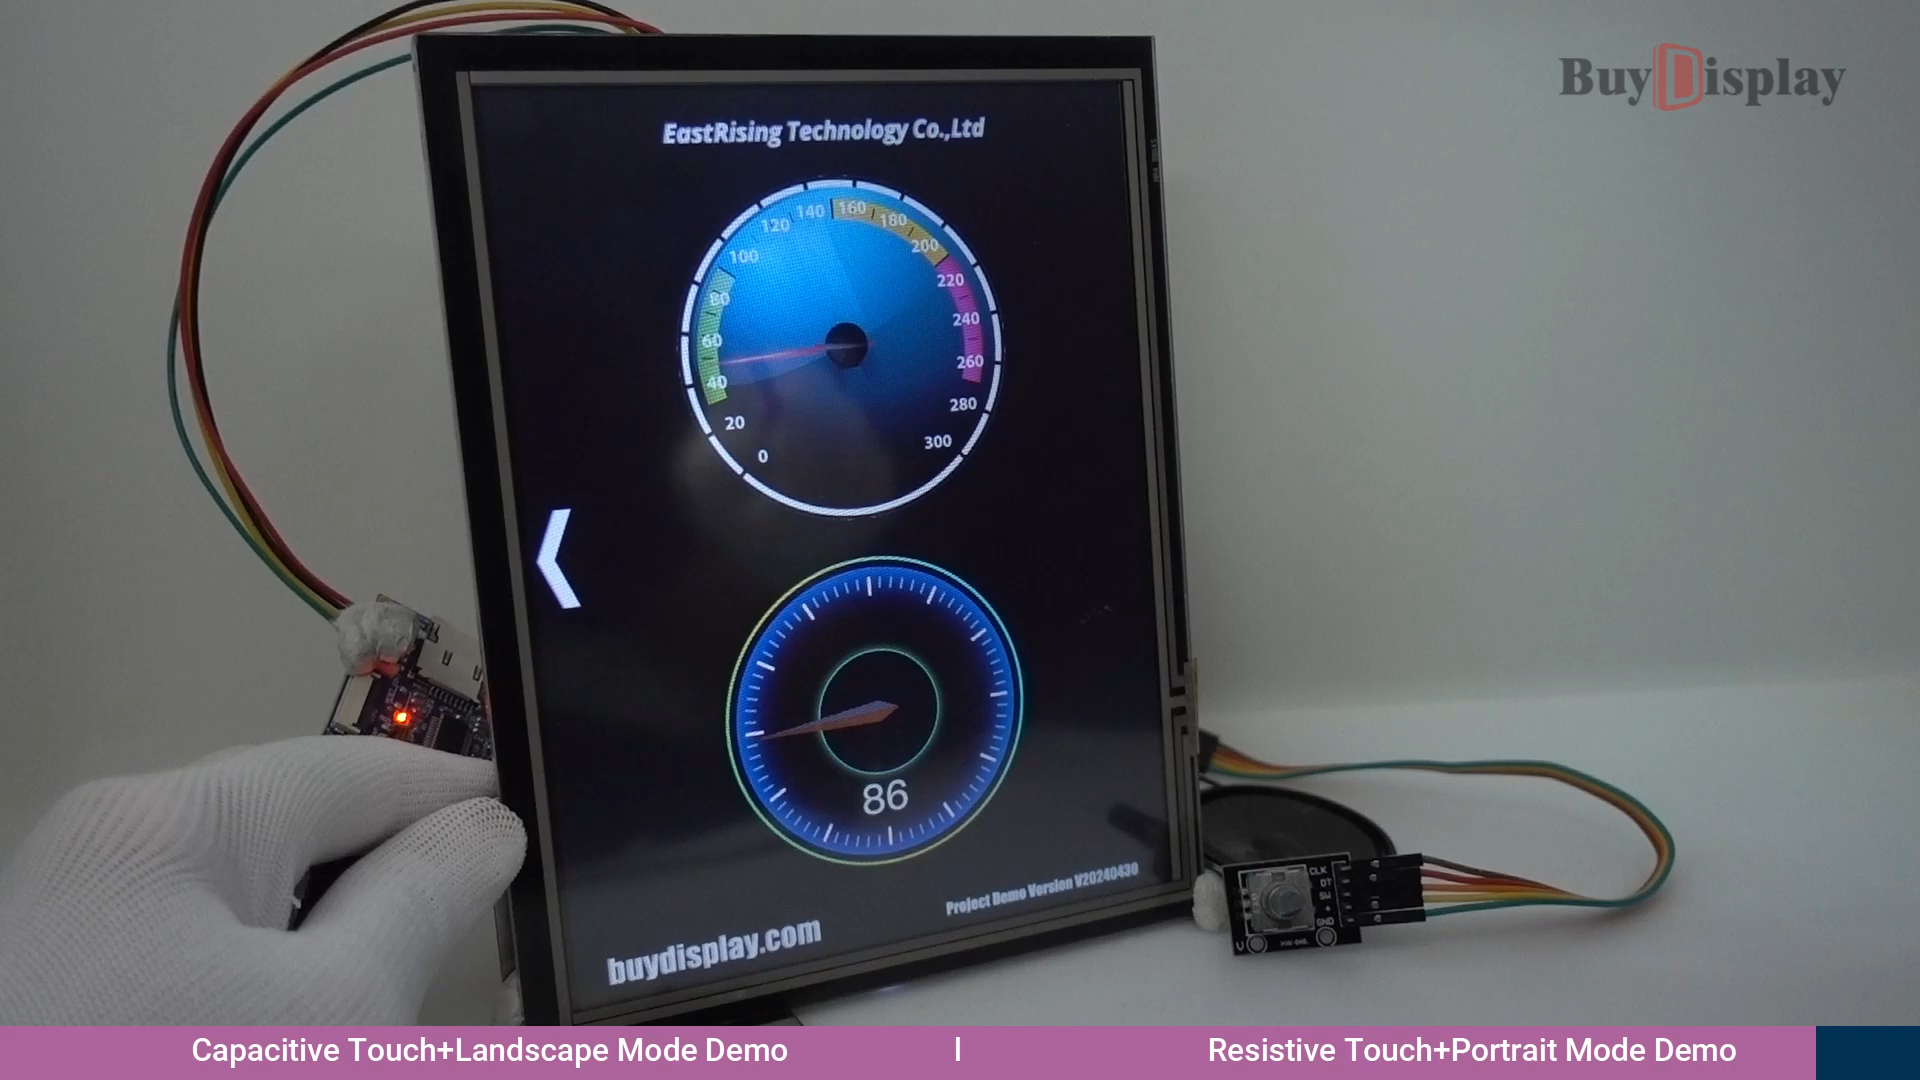 BuyDisplay
EastRising Technology Co.,Ltd
0
20
40
60
80
100
120
140
160
180
200
220
240
260
280
300
86
Project Demo Version V20240430
buydisplay.com
CLK
DT
SW
+
GND
Capacitive Touch+Landscape Mode Demo
|
Resistive Touch+Portrait Mode Demo